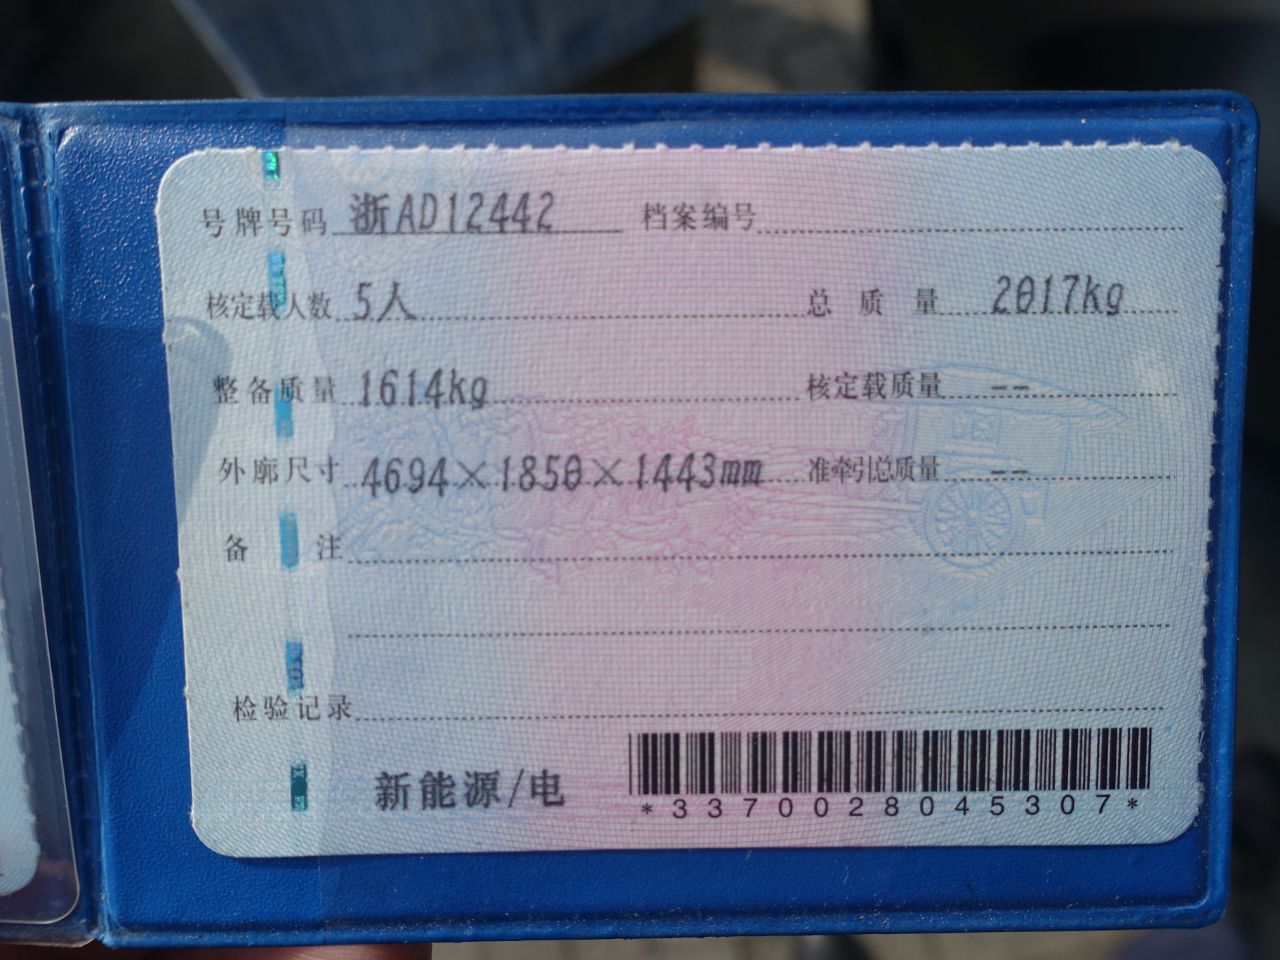 号牌号码 浙AD12442 档案编号
核定载人数 5人 总质量 2017kg
整备质量 1614kg 核定载质量 --
外廓尺寸 4694×1850×1443mm 准牵引总质量 --
备注
检验记录
新能源/电
*3370028045307*